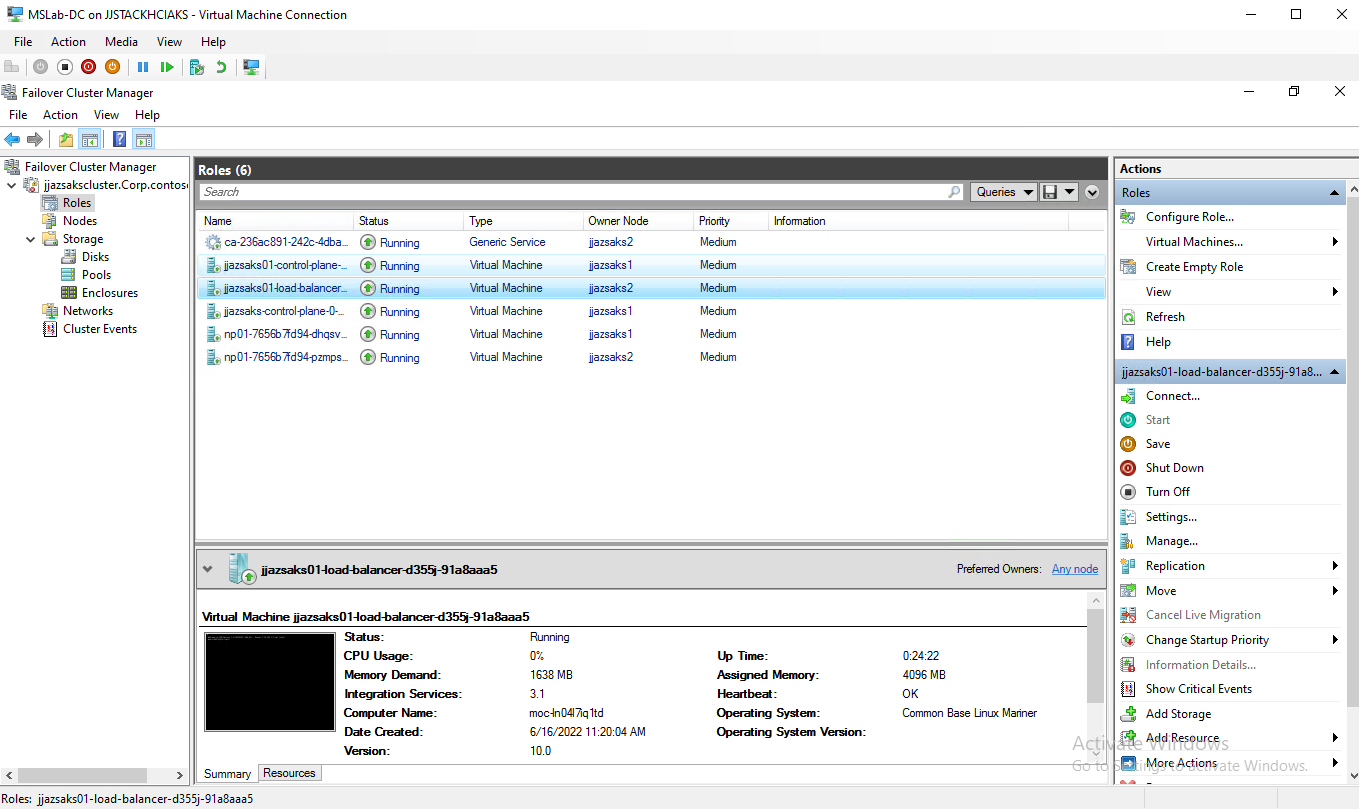 MSLab-DC on JJSTACKHCIAKS - Virtual Machine Connection
File Action Media View Help
Failover Cluster Manager
File Action View Help
Failover Cluster Manager
jjazsakscluster.Corp.contos
Roles
Nodes
Storage
Disks
Pools
Enclosures
Networks
Cluster Events
Roles (6)
Search
Queries
Name Status Type Owner Node Priority Information
ca-236ac891-242c-4dba... Running Generic Service jjazsaks2 Medium
jjazsaks01-control-plane-... Running Virtual Machine jjazsaks1 Medium
jjazsaks01-load-balancer... Running Virtual Machine jjazsaks2 Medium
jjazsaks-control-plane-0-... Running Virtual Machine jjazsaks1 Medium
np01-7656b7fd94-dhqsv... Running Virtual Machine jjazsaks1 Medium
np01-7656b7fd94-pzmps... Running Virtual Machine jjazsaks2 Medium
jjazsaks01-load-balancer-d355j-91a8aaa5
Preferred Owners: Any node
Virtual Machine jjazsaks01-load-balancer-d355j-91a8aaa5
Status: Running
CPU Usage: 0% Up Time: 0:24:22
Memory Demand: 1638 MB Assigned Memory: 4096 MB
Integration Services: 3.1 Heartbeat: OK
Computer Name: moc-ln04l7iq1td Operating System: Common Base Linux Mariner
Date Created: 6/16/2022 11:20:04 AM Operating System Version:
Version: 10.0
Summary Resources
Actions
Roles
Configure Role...
Virtual Machines...
Create Empty Role
View
Refresh
Help
jjazsaks01-load-balancer-d355j-91a8...
Connect...
Start
Save
Shut Down
Turn Off
Settings...
Manage...
Replication
Move
Cancel Live Migration
Change Startup Priority
Information Details...
Show Critical Events
Add Storage
Add Resource
More Actions
Activate Windows
Go to Settings to activate Windows.
Roles: jjazsaks01-load-balancer-d355j-91a8aaa5